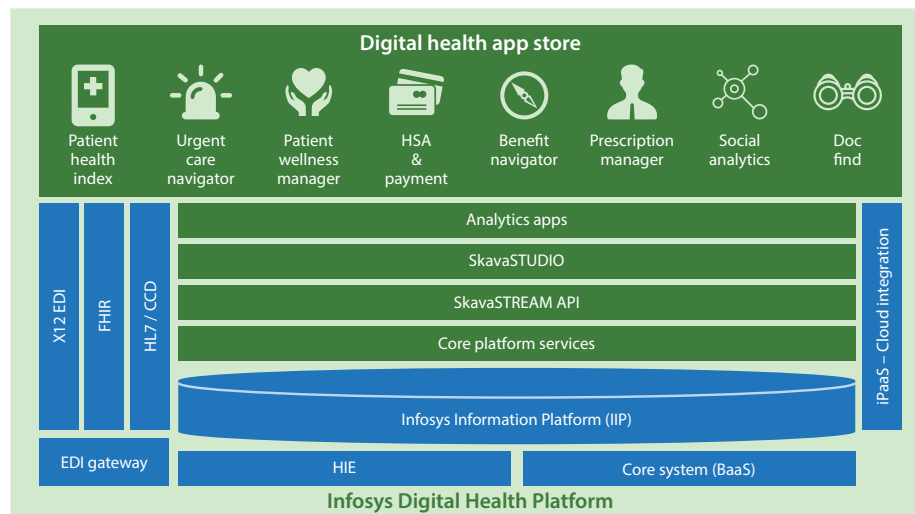 Digital health app store
Patient
health
index
Urgent
care
navigator
Patient
wellness
manager
HSA
&
payment
Benefit
navigator
Prescription
manager
Social
analytics
Doc
find
X12 EDI
FHIR
HL7 / CCD
Analytics apps
SkavaSTUDIO
SkavaSTREAM API
Core platform services
Infosys Information Platform (IIP)
iPaaS – Cloud integration
EDI gateway
HIE
Core system (BaaS)
Infosys Digital Health Platform